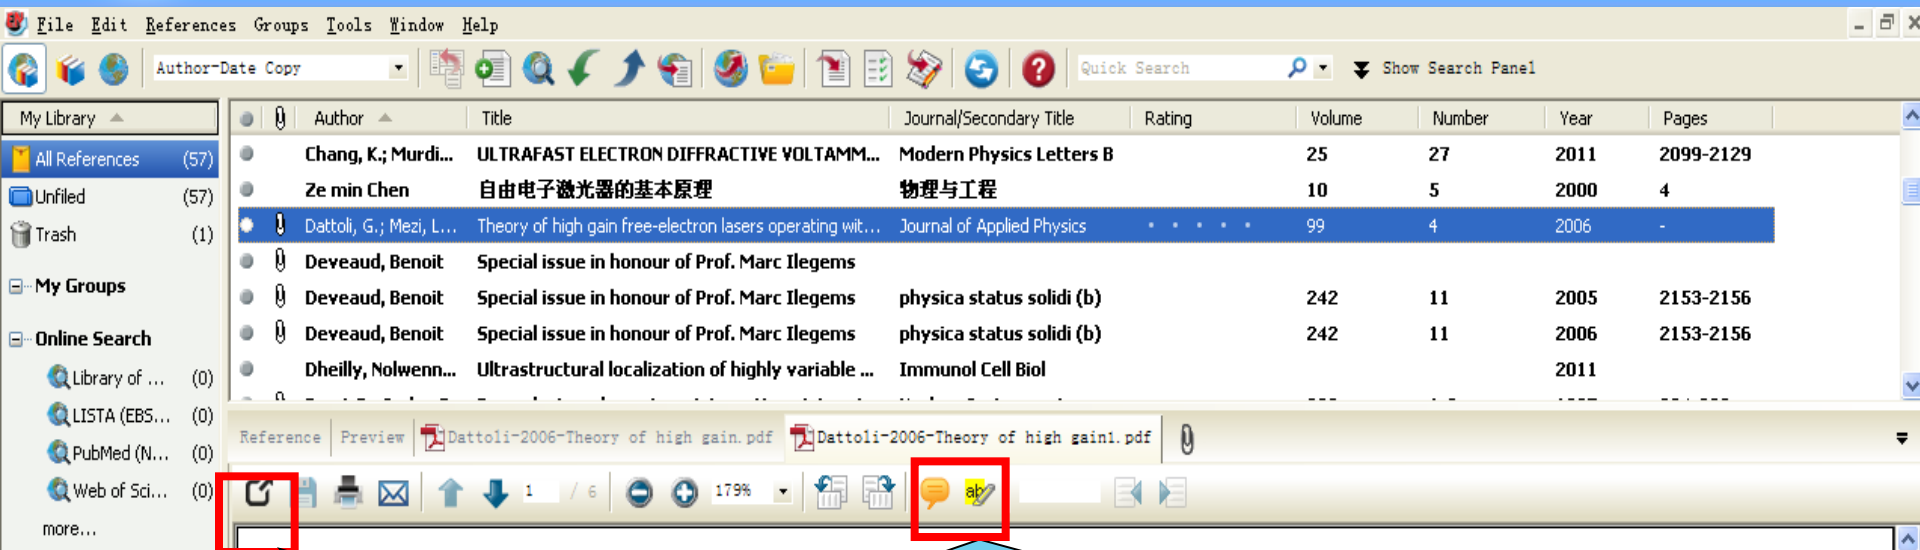 File Edit References Groups Tools Window Help
Author-Date Copy Quick Search Show Search Panel
My Library Author Title Journal/Secondary Title Rating Volume Number Year Pages
All References (57) Chang, K.; Murdi... ULTRAFAST ELECTRON DIFFRACTIVE VOLTAMM... Modern Physics Letters B 25 27 2011 2099-2129
Unfiled (57) Ze min Chen 自由电子激光器的基本原理 物理与工程 10 5 2000 4
Trash (1) Dattoli, G.; Mezi, L... Theory of high gain free-electron lasers operating wit... Journal of Applied Physics 99 4 2006 -
Deveaud, Benoit Special issue in honour of Prof. Marc Ilegems
My Groups Deveaud, Benoit Special issue in honour of Prof. Marc Ilegems physica status solidi (b) 242 11 2005 2153-2156
Online Search Deveaud, Benoit Special issue in honour of Prof. Marc Ilegems physica status solidi (b) 242 11 2006 2153-2156
Library of ... (0) Dheilly, Nolwenn... Ultrastructural localization of highly variable ... Immunol Cell Biol 2011
LISTA (EBS... (0)
Reference Preview Dattoli-2006-Theory of high gain.pdf Dattoli-2006-Theory of high gain1.pdf
PubMed (N... (0)
Web of Sci... (0) 1 / 6 179% ab
more...